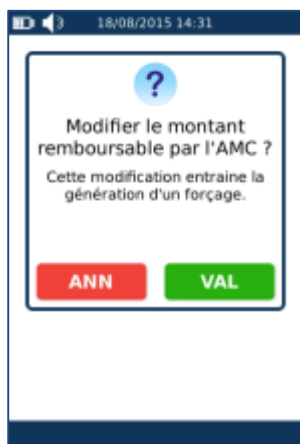 18/08/2015 14:31
?
Modifier le montant
remboursable par l'AMC ?
Cette modification entraine la
génération d'un forçage.
ANN VAL